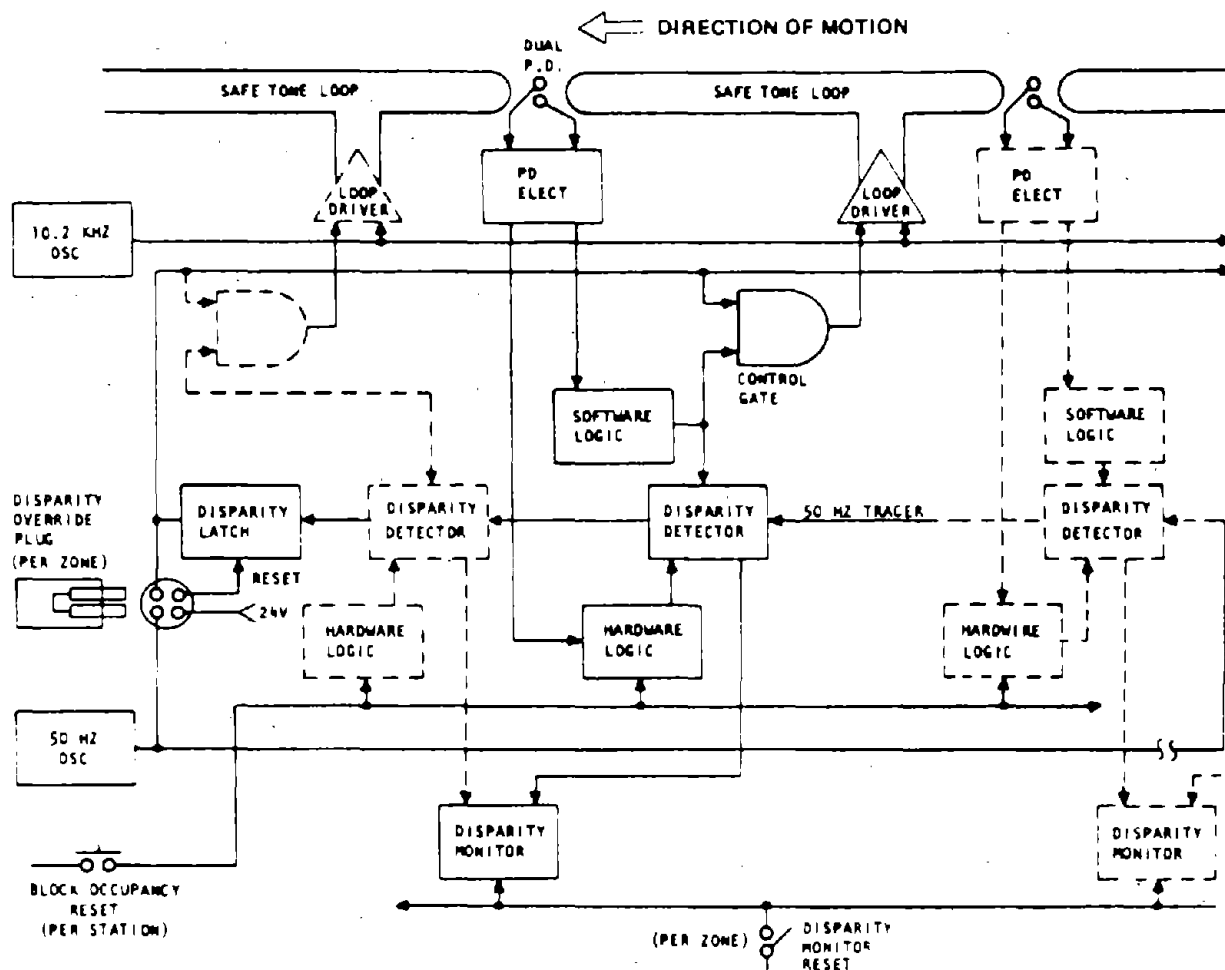 DIRECTION OF MOTION
DUAL
P.D.
SAFE TONE LOOP
SAFE TONE LOOP
PD
ELECT
PD
ELECT
LOOP
DRIVER
LOOP
DRIVER
10.2 KHZ
OSC
CONTROL
GATE
SOFTWARE
LOGIC
SOFTWARE
LOGIC
DISPARITY
OVERRIDE
PLUG
(PER ZONE)
DISPARITY
LATCH
DISPARITY
DETECTOR
DISPARITY
DETECTOR
50 HZ TRACER
DISPARITY
DETECTOR
RESET
24V
HARDWARE
LOGIC
HARDWARE
LOGIC
HARDWIRE
LOGIC
50 HZ
OSC
DISPARITY
MONITOR
DISPARITY
MONITOR
BLOCK OCCUPANCY
RESET
(PER STATION)
(PER ZONE)
DISPARITY
MONITOR
RESET